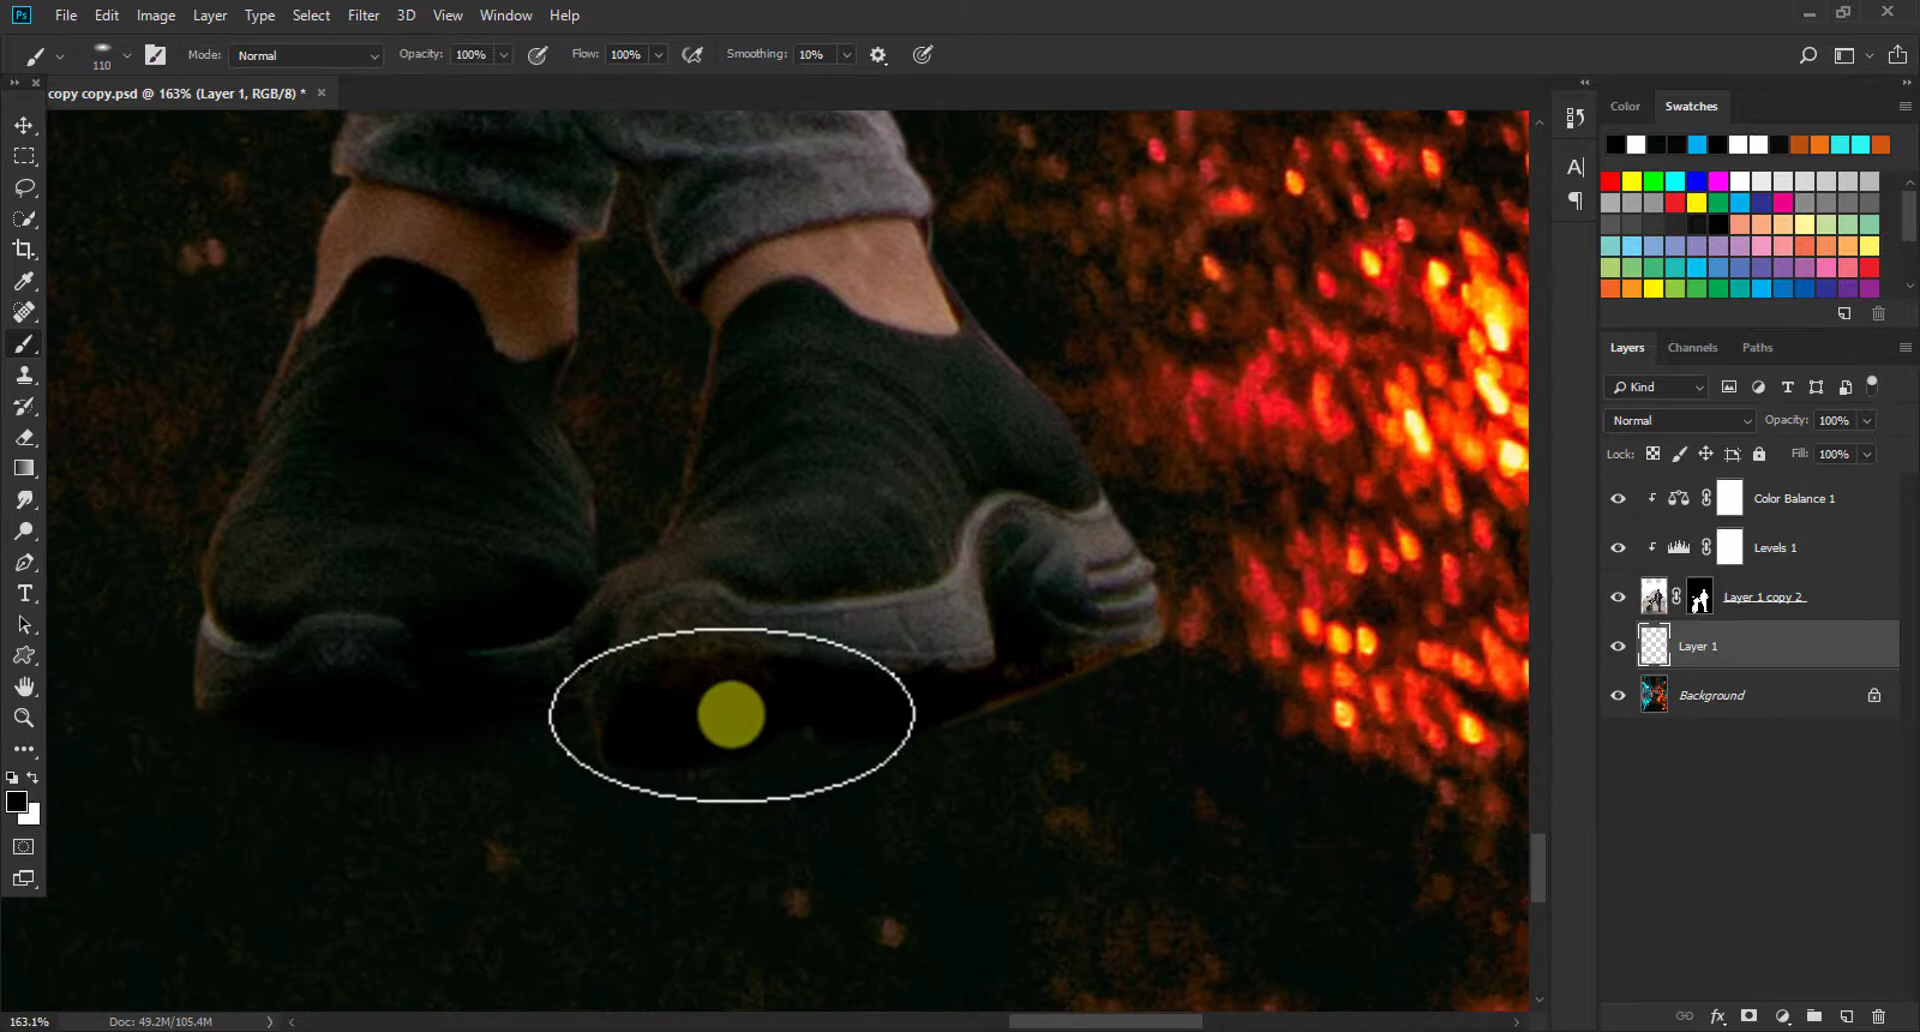 Ps File Edit Image Layer Type Select Filter 3D View Window Help
110 Mode: Normal Opacity: 100% Flow: 100% Smoothing: 10%
copy copy.psd @ 163% (Layer 1, RGB/8) *
Color Swatches
Layers Channels Paths
Kind
Normal Opacity: 100%
Lock: Fill: 100%
Color Balance 1
Levels 1
Layer 1 copy 2
Layer 1
Background
163.1% Doc: 49.2M/105.4M